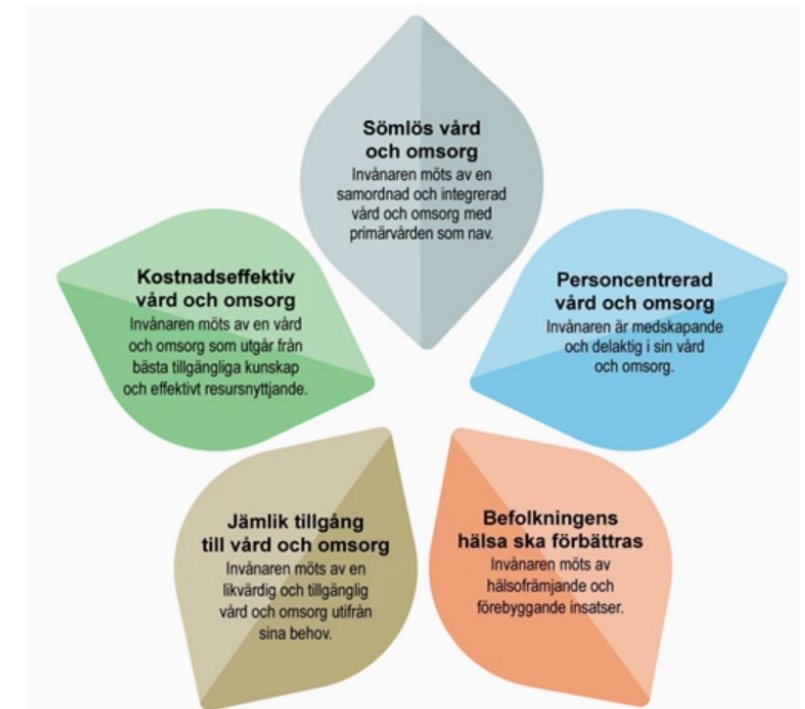 Sömlös vård
och omsorg
Invånaren möts av en
samordnad och integrerad
vård och omsorg med
primärvården som nav.
Personcentrerad
vård och omsorg
Invånaren är medskapande
och delaktig i sin vård
och omsorg.
Befolkningens
hälsa ska förbättras
Invånaren möts av
hälsofrämjande och
förebyggande insatser.
Jämlik tillgång
till vård och omsorg
Invånaren möts av en
likvärdig och tillgänglig
vård och omsorg utifrån
sina behov.
Kostnadseffektiv
vård och omsorg
Invånaren möts av en vård
och omsorg som utgår från
bästa tillgängliga kunskap
och effektivt resursnyttjande.